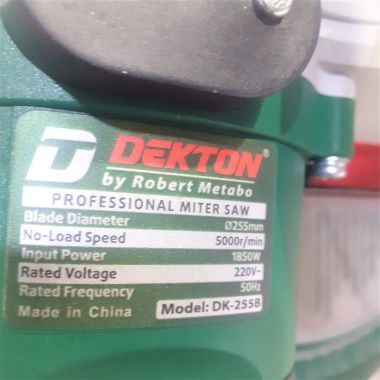 DEKTON®
by Robert Metabo
PROFESSIONAL MITER SAW
Blade Diameter Ø255mm
No-Load Speed 5000r/min
Input Power 1850W
Rated Voltage 220V~
Rated Frequency 50Hz
Made in China Model: DK-255B